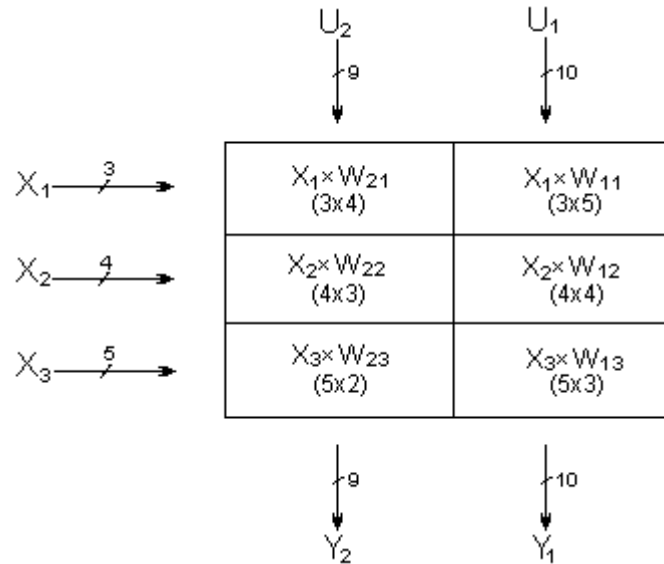 U₂ U₁
9 10
X₁ 3 X₁×W₂₁ X₁×W₁₁
(3x4) (3x5)
X₂ 4 X₂×W₂₂ X₂×W₁₂
(4x3) (4x4)
X₃ 5 X₃×W₂₃ X₃×W₁₃
(5x2) (5x3)
9 10
Y₂ Y₁